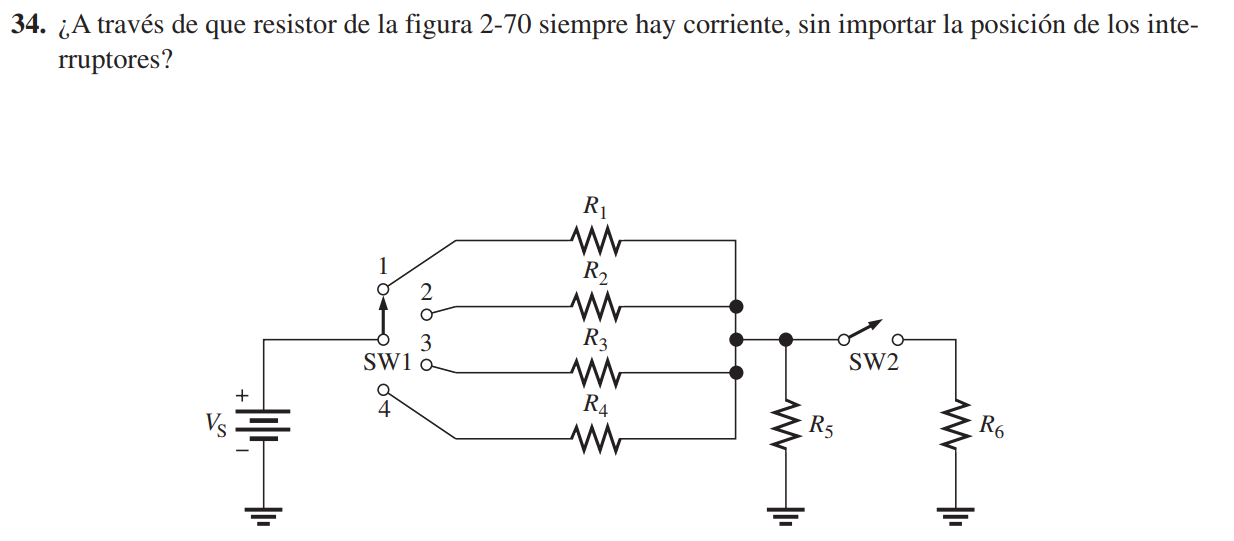 34. ¿A través de que resistor de la figura 2-70 siempre hay corriente, sin importar la posición de los inte-
rruptores?
R1
1
R2
2
R3
3
SW1
SW2
4
R4
+
VS
R5
R6
–